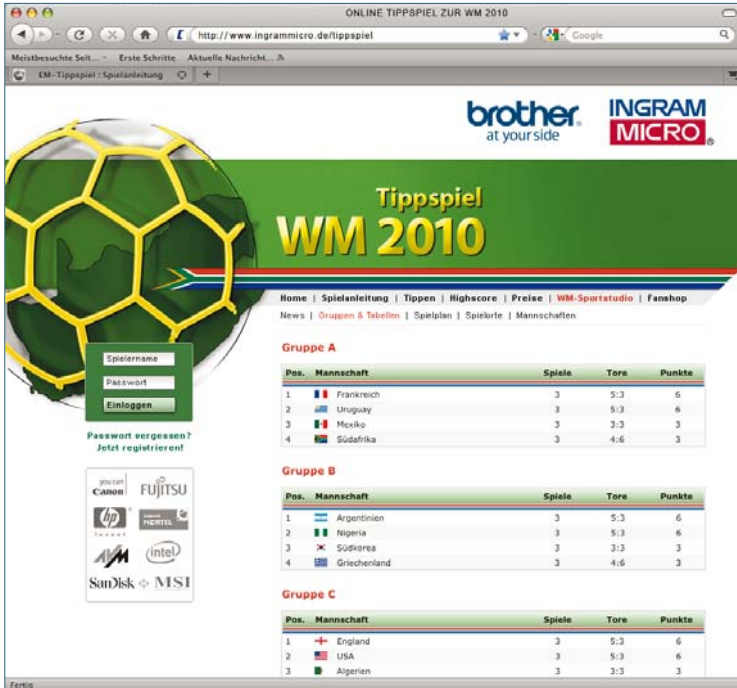 ONLINE TIPPSPIEL ZUR WM 2010
http://www.ingrammicro.de/tippspiel
Google
Meistbesuchte Seit... Erste Schritte Aktuelle Nachricht...
EM-Tippspiel : Spielanleitung
brother
at your side
INGRAM
MICRO
Tippspiel
WM 2010
Home | Spielanleitung | Tippen | Highscore | Preise | WM-Sportstudio | Fanshop
News | Gruppen & Tabellen | Spielplan | Spielorte | Mannschaften
Spielername
Passwort
Einloggen
Passwort vergessen?
Jetzt registrieren!
you can
Canon
FUJITSU
hp
invent
AVM
intel
SanDisk
MSI
Gruppe A
Pos. Mannschaft Spiele Tore Punkte
1 Frankreich 3 5:3 6
2 Uruguay 3 5:3 6
3 Mexiko 3 3:3 3
4 Südafrika 3 4:6 3
Gruppe B
Pos. Mannschaft Spiele Tore Punkte
1 Argentinien 3 5:3 6
2 Nigeria 3 5:3 6
3 Südkorea 3 3:3 3
4 Griechenland 3 4:6 3
Gruppe C
Pos. Mannschaft Spiele Tore Punkte
1 England 3 5:3 6
2 USA 3 5:3 6
3 Algerien 3 3:3 3
Fertig